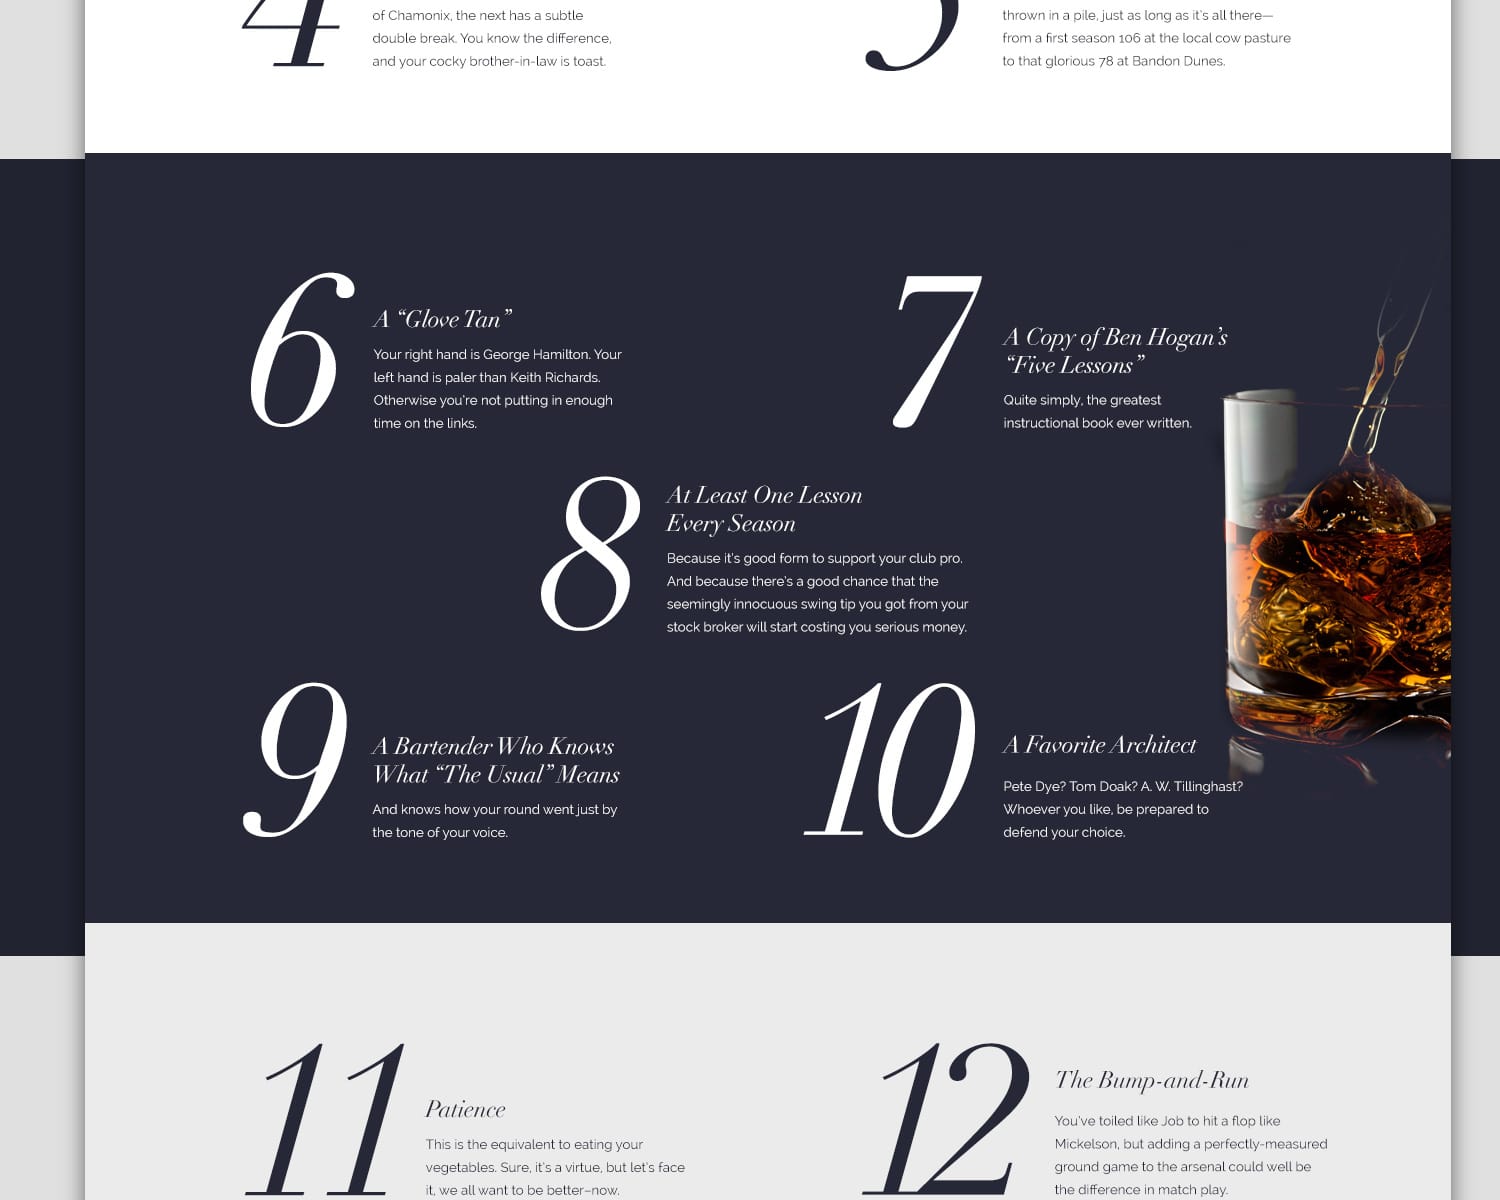 4
of Chamonix, the next has a subtle
double break. You know the difference,
and your cocky brother-in-law is toast.
5
thrown in a pile, just as long as it's all there—
from a first season 106 at the local cow pasture
to that glorious 78 at Bandon Dunes.
6
A “Glove Tan”
Your right hand is George Hamilton. Your
left hand is paler than Keith Richards.
Otherwise you're not putting in enough
time on the links.
7
A Copy of Ben Hogan's
“Five Lessons”
Quite simply, the greatest
instructional book ever written.
8
At Least One Lesson
Every Season
Because it's good form to support your club pro.
And because there's a good chance that the
seemingly innocuous swing tip you got from your
stock broker will start costing you serious money.
9
A Bartender Who Knows
What “The Usual” Means
And knows how your round went just by
the tone of your voice.
10
A Favorite Architect
Pete Dye? Tom Doak? A. W. Tillinghast?
Whoever you like, be prepared to
defend your choice.
11
Patience
This is the equivalent to eating your
vegetables. Sure, it's a virtue, but let's face
it, we all want to be better–now.
12
The Bump-and-Run
You've toiled like Job to hit a flop like
Mickelson, but adding a perfectly-measured
ground game to the arsenal could well be
the difference in match play.